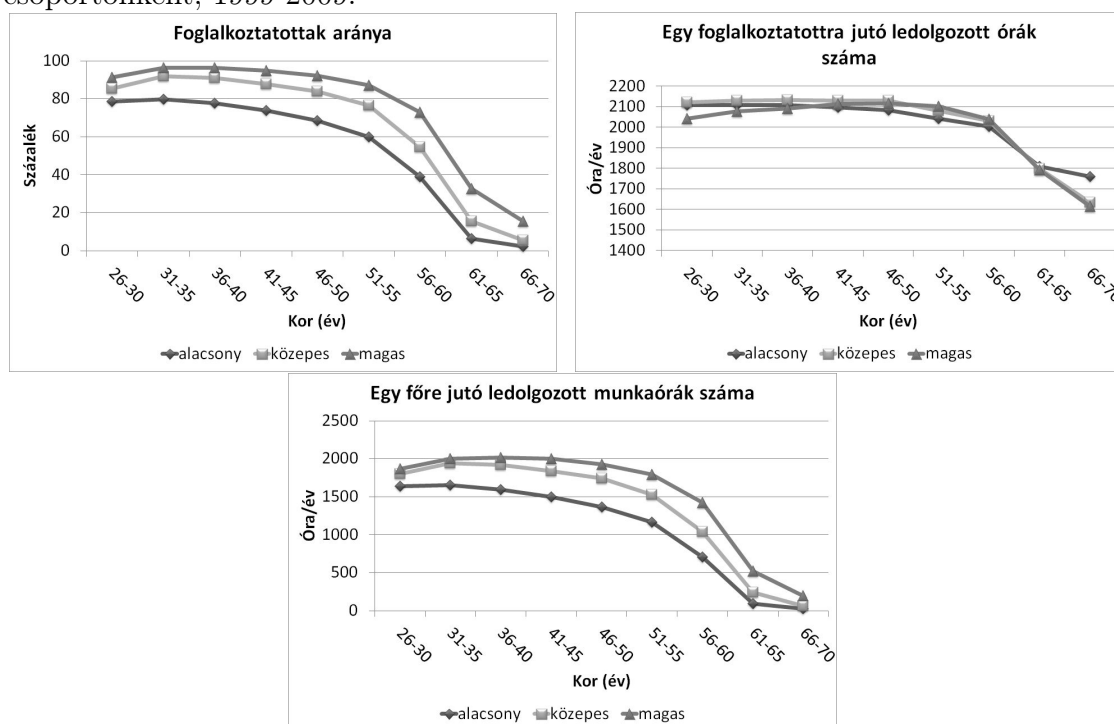 csoportonként, 1999-2009.
Foglalkoztatottak aránya
Százalék
100
80
60
40
20
0
26-30 31-35 36-40 41-45 46-50 51-55 56-60 61-65 66-70
Kor (év)
alacsony közepes magas
Egy foglalkoztatottra jutó ledolgozott órák
száma
Óra/év
2200
2100
2000
1900
1800
1700
1600
1500
1400
26-30 31-35 36-40 41-45 46-50 51-55 56-60 61-65 66-70
Kor (év)
alacsony közepes magas
Egy főre jutó ledolgozott munkaórák száma
Óra/év
2500
2000
1500
1000
500
0
26-30 31-35 36-40 41-45 46-50 51-55 56-60 61-65 66-70
Kor (év)
alacsony közepes magas